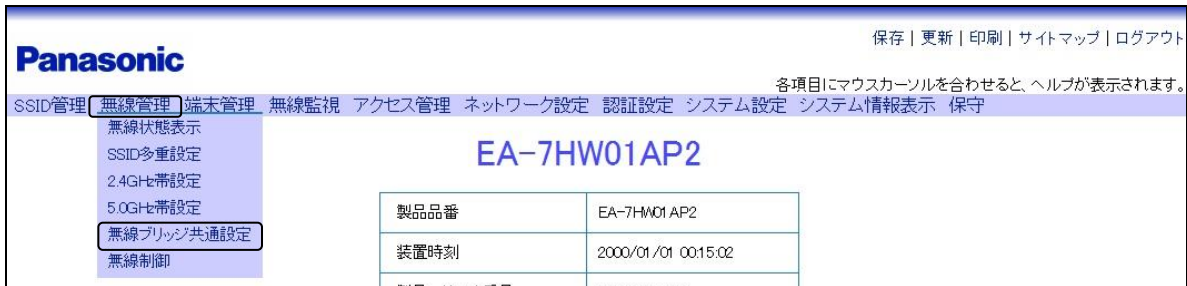 保存 | 更新 | 印刷 | サイトマップ | ログアウト
Panasonic
各項目にマウスカーソルを合わせると、ヘルプが表示されます。
SSID管理 無線管理 端末管理 無線監視 アクセス管理 ネットワーク設定 認証設定 システム設定 システム情報表示 保守
無線状態表示
SSID多重設定
2.4GHz帯設定
5.0GHz帯設定
無線ブリッジ共通設定
無線制御
EA-7HW01AP2
製品品番 EA-7HW01AP2
装置時刻 2000/01/01 00:15:02